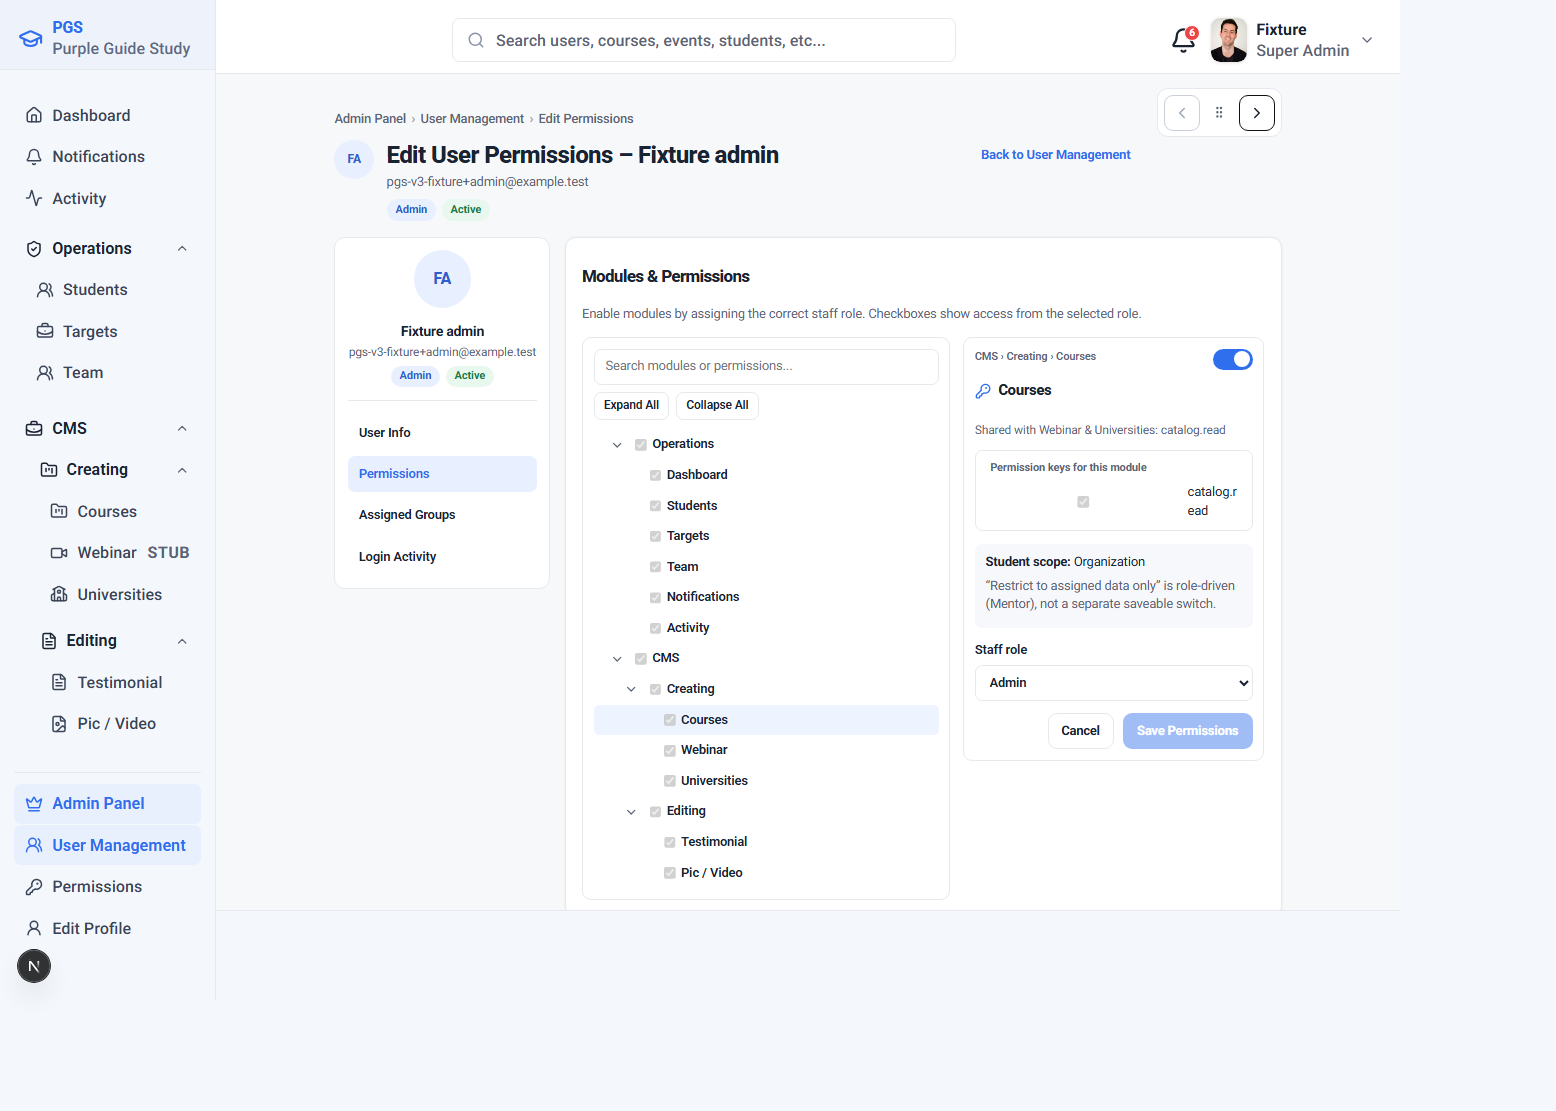 PGS
Purple Guide Study
Search users, courses, events, students, etc...
6
Fixture
Super Admin
Dashboard
Notifications
Activity
Operations
Students
Targets
Team
CMS
Creating
Courses
Webinar STUB
Universities
Editing
Testimonial
Pic / Video
Admin Panel
User Management
Permissions
Edit Profile
N
Admin Panel › User Management › Edit Permissions
FA
Edit User Permissions – Fixture admin
pgs-v3-fixture+admin@example.test
Admin Active
Back to User Management
FA
Fixture admin
pgs-v3-fixture+admin@example.test
Admin Active
User Info
Permissions
Assigned Groups
Login Activity
Modules & Permissions
Enable modules by assigning the correct staff role. Checkboxes show access from the selected role.
Search modules or permissions...
Expand All Collapse All
Operations
Dashboard
Students
Targets
Team
Notifications
Activity
CMS
Creating
Courses
Webinar
Universities
Editing
Testimonial
Pic / Video
CMS › Creating › Courses
Courses
Shared with Webinar & Universities: catalog.read
Permission keys for this module
catalog.r
ead
Student scope: Organization
“Restrict to assigned data only” is role-driven
(Mentor), not a separate saveable switch.
Staff role
Admin
Cancel Save Permissions